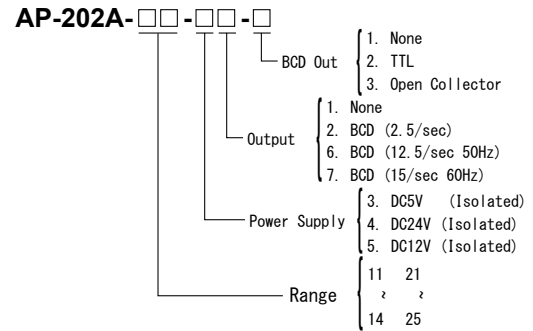 AP-202A-□□-□□-□
BCD Out
1. None
2. TTL
3. Open Collector
Output
1. None
2. BCD (2.5/sec)
6. BCD (12.5/sec 50Hz)
7. BCD (15/sec 60Hz)
Power Supply
3. DC5V (Isolated)
4. DC24V (Isolated)
5. DC12V (Isolated)
Range
11 21
~ ~
14 25